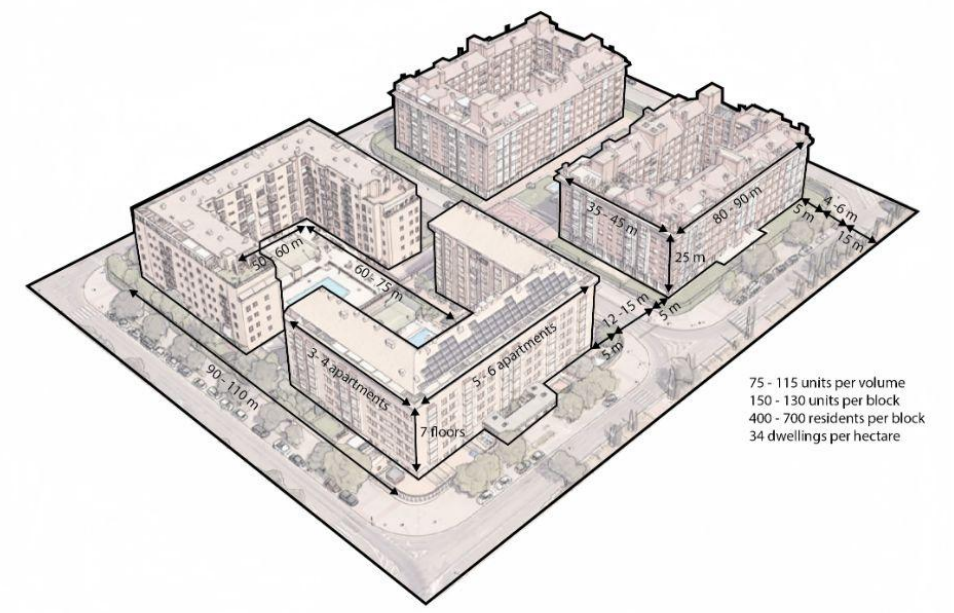 35 - 45 m
80 - 90 m
4 - 6 m
5 m
15 m
25 m
50 - 60 m
60 - 75 m
12 - 15 m
5 m
5 m
3- 4 apartments
5 - 6 apartments
90 - 110 m
7 floors
75 - 115 units per volume
150 - 130 units per block
400 - 700 residents per block
34 dwellings per hectare